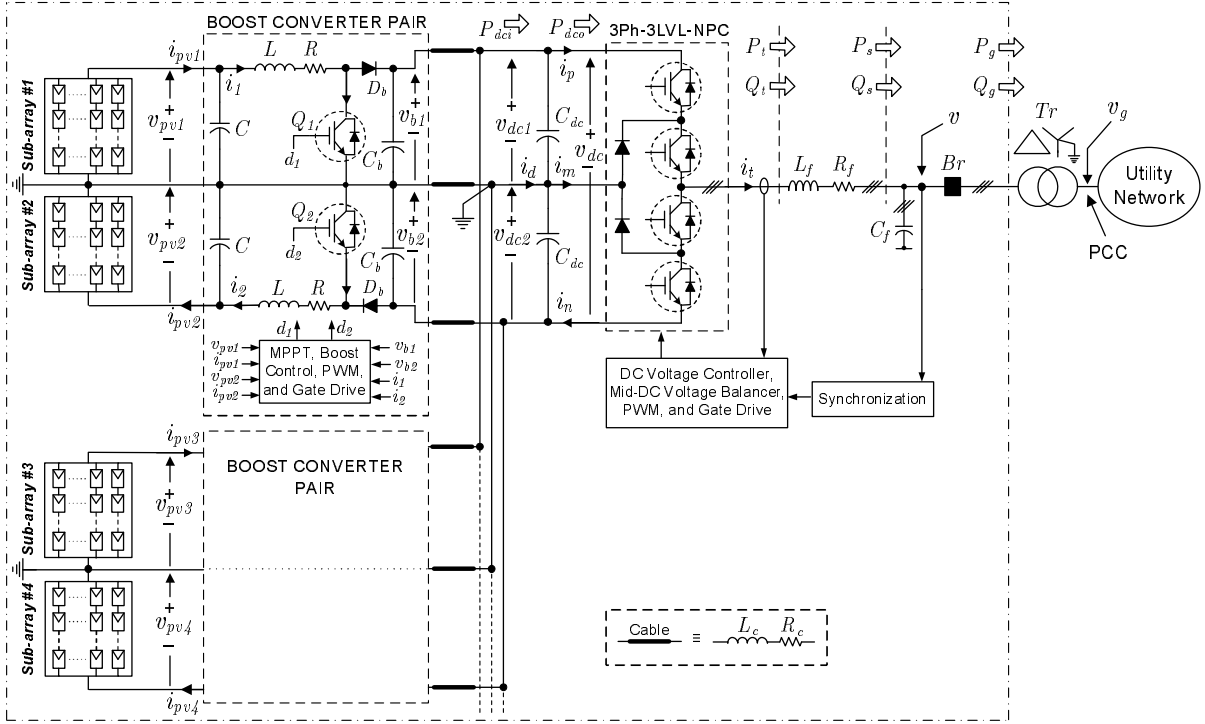 BOOST CONVERTER PAIR
P_dci
P_dco
3Ph-3LVL-NPC
P_t
P_s
P_g
Q_t
Q_s
Q_g
Sub-array #1
i_pv1
+
v_pv1
−
i_1
L
R
D_b
C
Q_1
d_1
C_b
+
v_b1
−
+
v_dc1
−
C_dc
i_p
+
v_dc
−
i_d
i_m
i_t
L_f
R_f
C_f
v
Br
Tr
v_g
Utility
Network
PCC
Sub-array #2
+
v_pv2
−
i_pv2
C
Q_2
d_2
C_b
+
v_b2
−
+
v_dc2
−
C_dc
i_n
i_2
L
R
D_b
d_1
d_2
v_pv1
i_pv1
v_pv2
i_pv2
MPPT, Boost
Control, PWM,
and Gate Drive
v_b1
v_b2
i_1
i_2
DC Voltage Controller,
Mid-DC Voltage Balancer,
PWM, and Gate Drive
Synchronization
Sub-array #3
i_pv3
+
v_pv3
−
BOOST CONVERTER
PAIR
Sub-array #4
+
v_pv4
−
i_pv4
Cable
≡
L_c
R_c